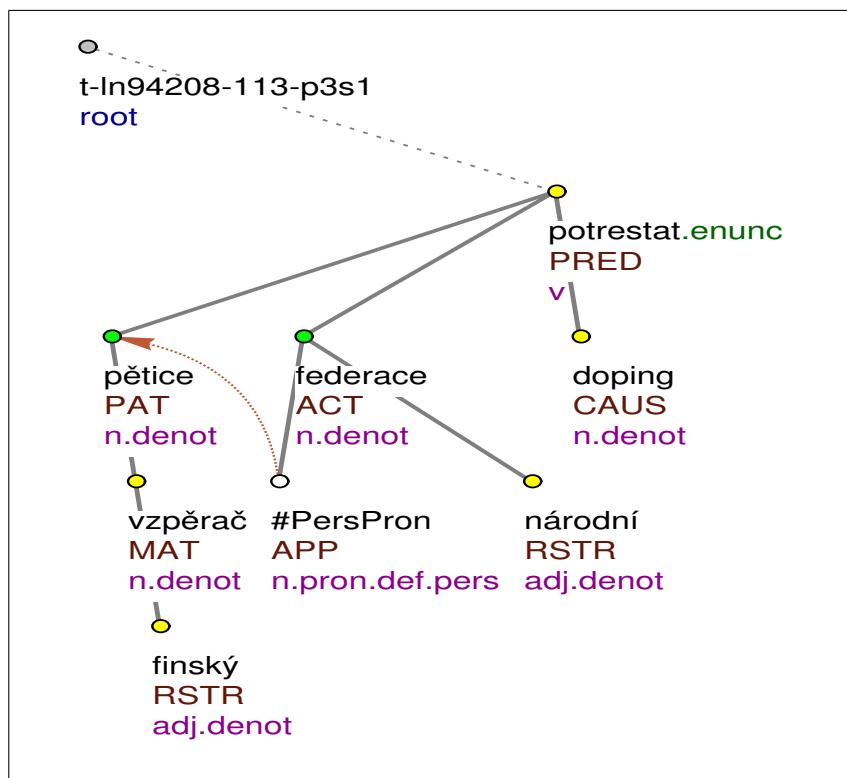 t-ln94208-113-p3s1
root
potrestat.enunc
PRED
v
pětice federace doping
PAT ACT CAUS
n.denot n.denot n.denot
vzpěrač #PersPron národní
MAT APP RSTR
n.denot n.pron.def.pers adj.denot
finský
RSTR
adj.denot